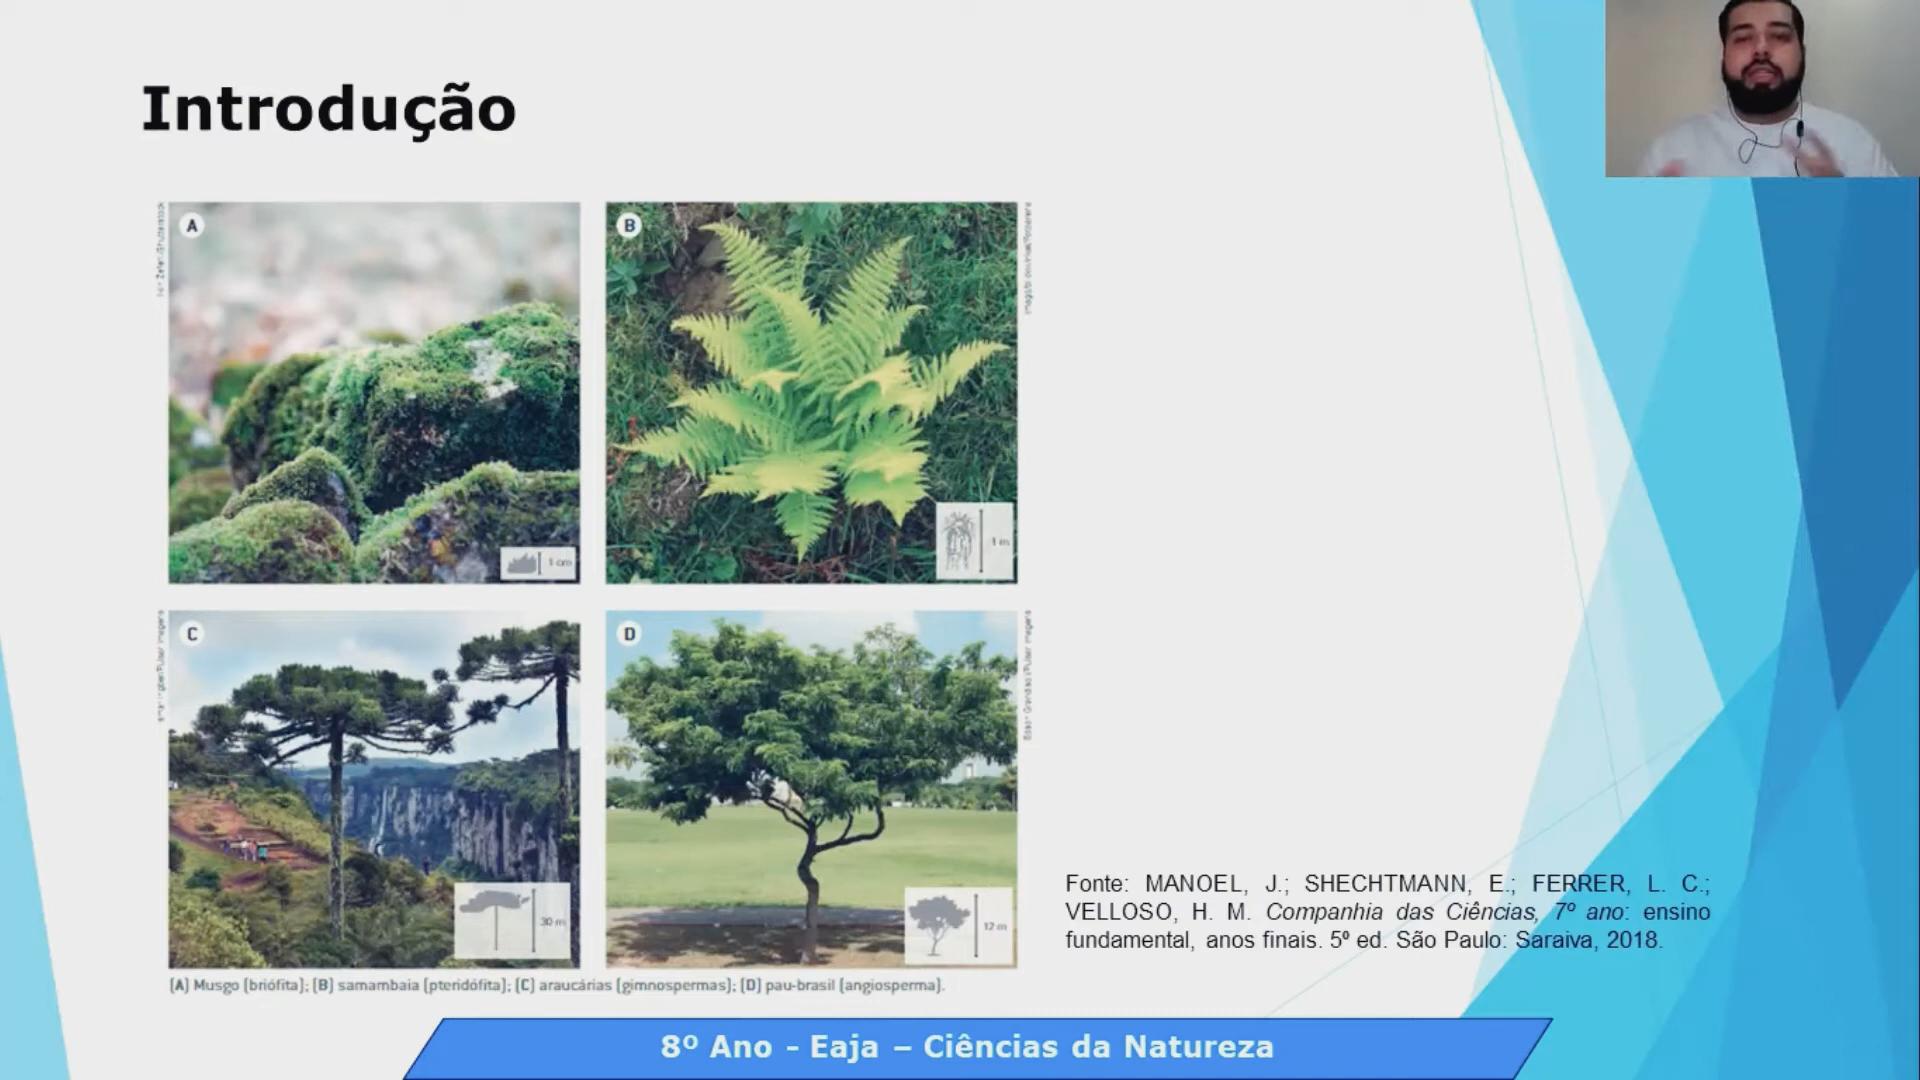 Introdução
A
B
1 cm
1 m
C
D
30 m
12 m
(A) Musgo (briófita); (B) samambaia (pteridófita); (C) araucárias (gimnospermas); (D) pau-brasil (angiosperma).
Fonte: MANOEL, J.; SHECHTMANN, E.; FERRER, L. C.;
VELLOSO, H. M. Companhia das Ciências, 7º ano: ensino
fundamental, anos finais. 5º ed. São Paulo: Saraiva, 2018.
8º Ano - Eaja – Ciências da Natureza